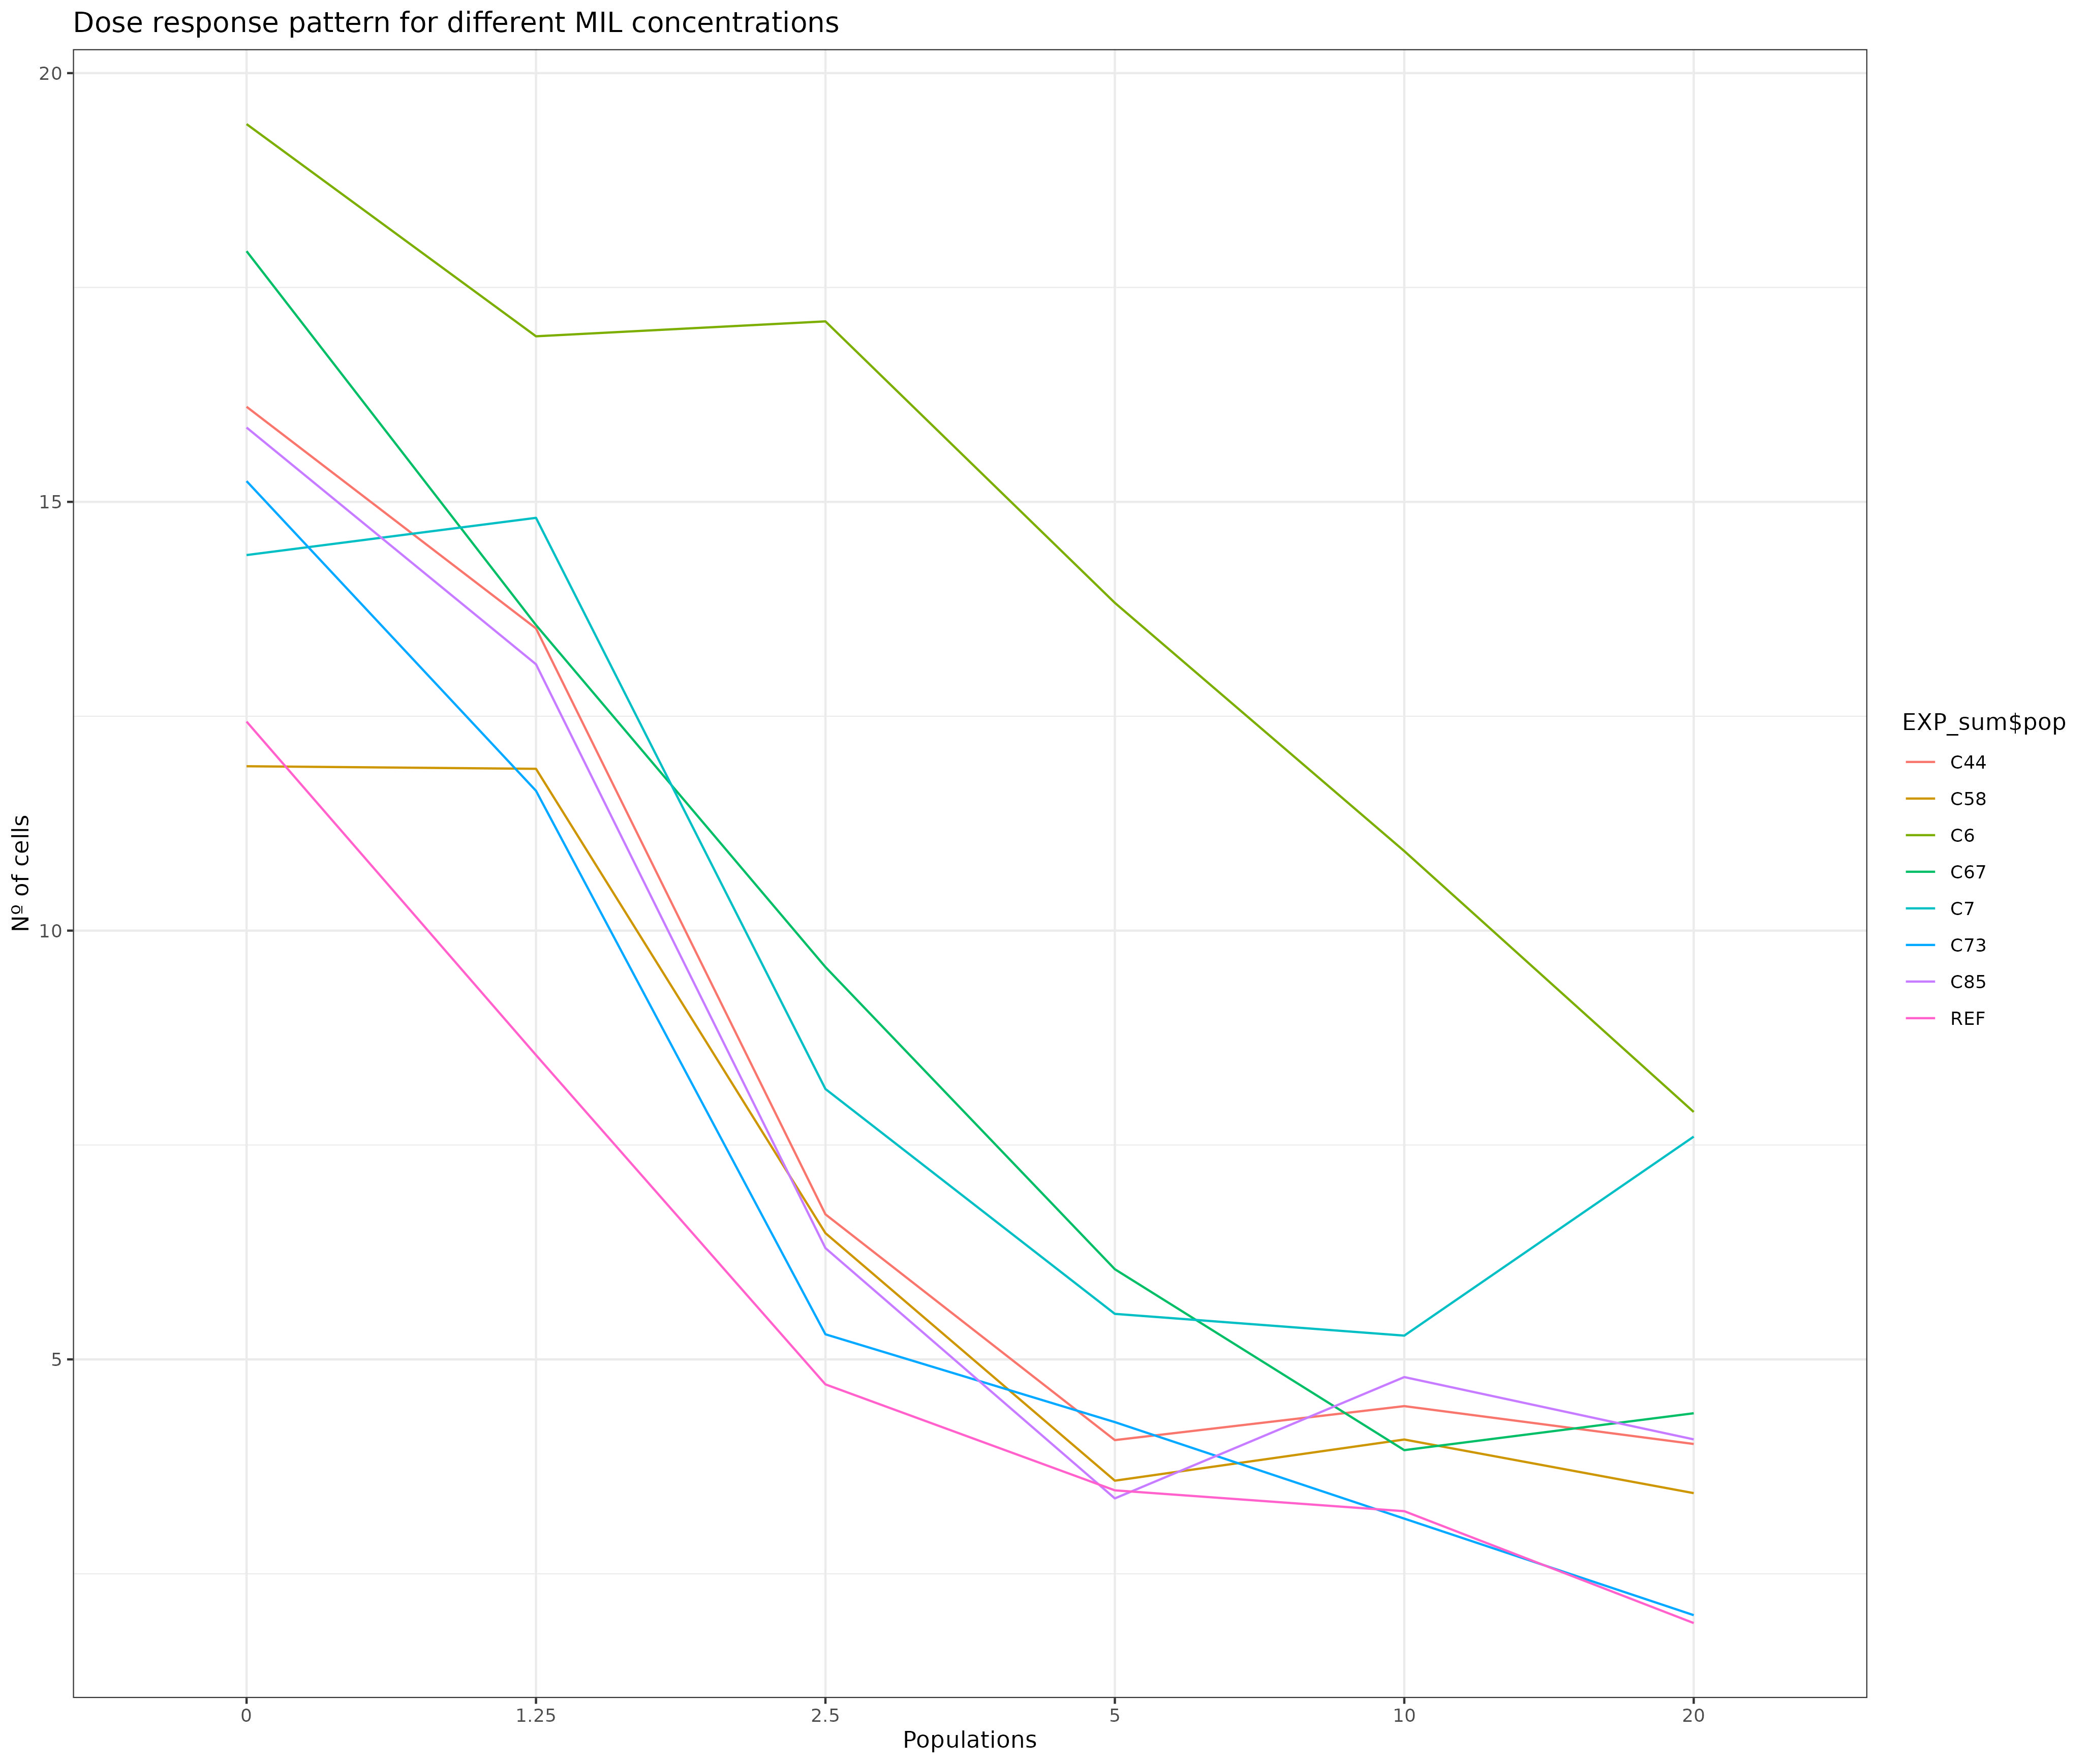 Dose response pattern for different MIL concentrations
20
15
10
5
Nº of cells
0 1.25 2.5 5 10 20
Populations
EXP_sum$pop
C44
C58
C6
C67
C7
C73
C85
REF